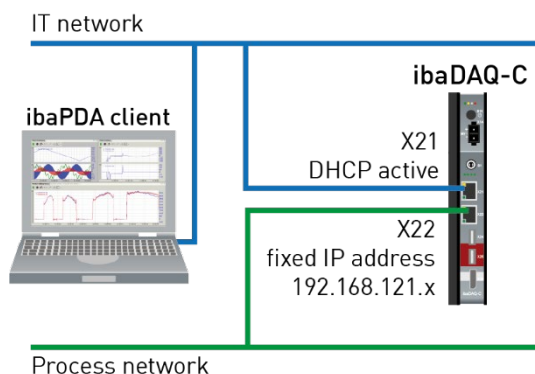 IT network
ibaDAQ-C
ibaPDA client
X21
DHCP active
X22
fixed IP address
192.168.121.x
Process network